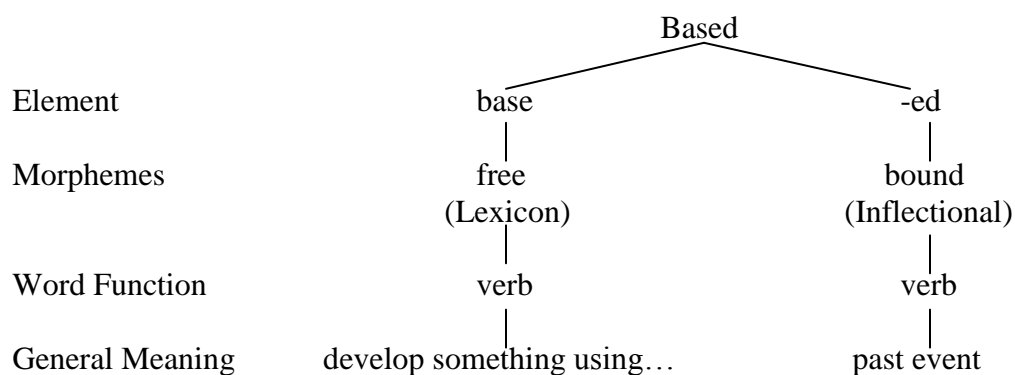 Based
Element base -ed
Morphemes free bound
(Lexicon) (Inflectional)
Word Function verb verb
General Meaning develop something using… past event